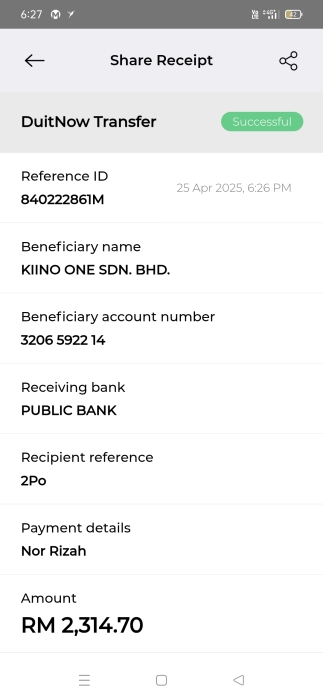 6:27
Share Receipt
DuitNow Transfer
Successful
Reference ID
840222861M
25 Apr 2025, 6:26 PM
Beneficiary name
KIINO ONE SDN. BHD.
Beneficiary account number
3206 5922 14
Receiving bank
PUBLIC BANK
Recipient reference
2Po
Payment details
Nor Rizah
Amount
RM 2,314.70